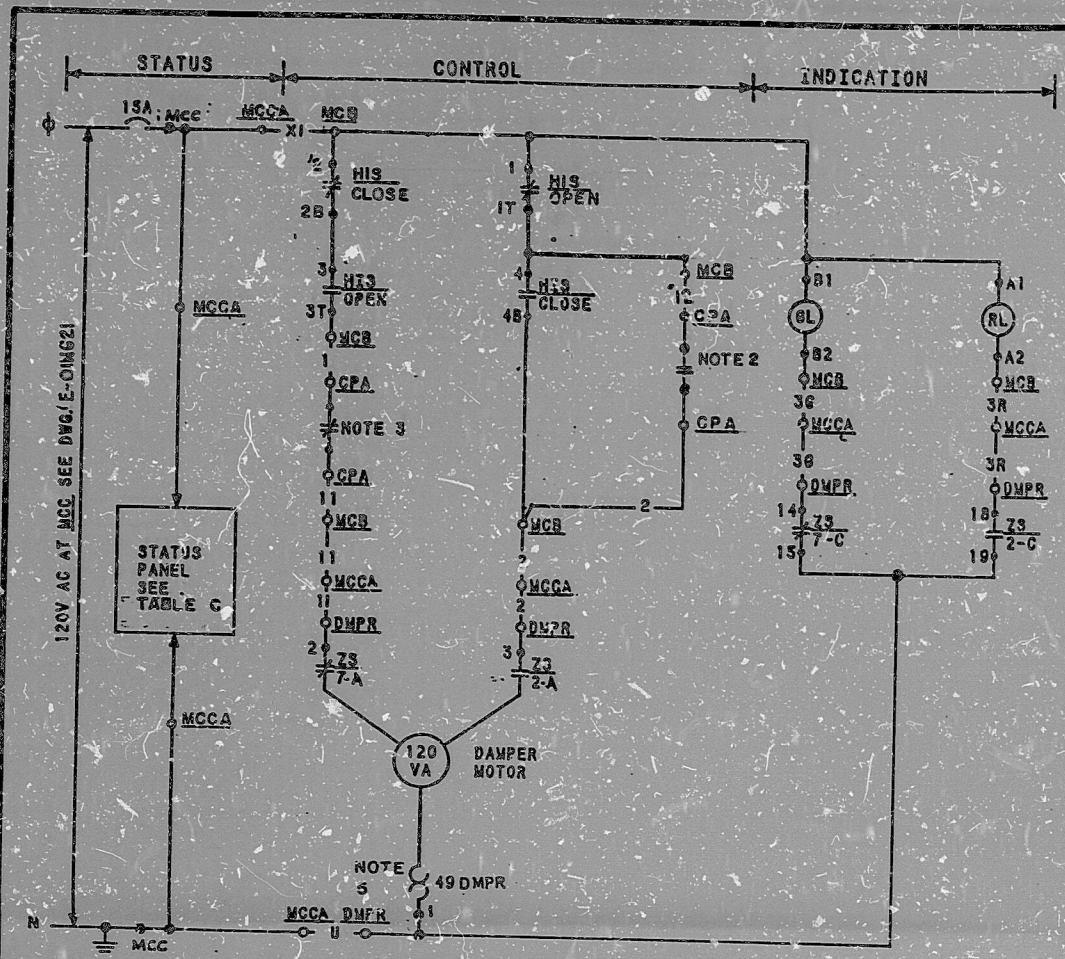 STATUS
CONTROL
INDICATION
15A
MCC
MCCA
X1
MCB
HIS
CLOSE
2B
3
HIS
OPEN
3T
MCB
1
CPA
NOTE 3
CPA
11
MCB
11
MCCA
11
DMPR
2
ZS
7-A
1
HIS
OPEN
1T
4
HIS
CLOSE
4B
MCB
12
CPA
NOTE 2
CPA
2
MCB
2
MCCA
2
DMPR
3
ZS
2-A
B1
GL
B2
MCB
3G
MCCA
3G
DMPR
14
ZS
7-C
15
A1
RL
A2
MCB
3R
MCCA
3R
DMPR
18
ZS
2-C
19
120V AC AT MCC SEE DWG.
MCCA
STATUS
PANEL
SEE
TABLE C
MCCA
120
VA
DAMPER
MOTOR
NOTE
5
49 DMPR
1
N
MCC
MCCA
U
DMPR